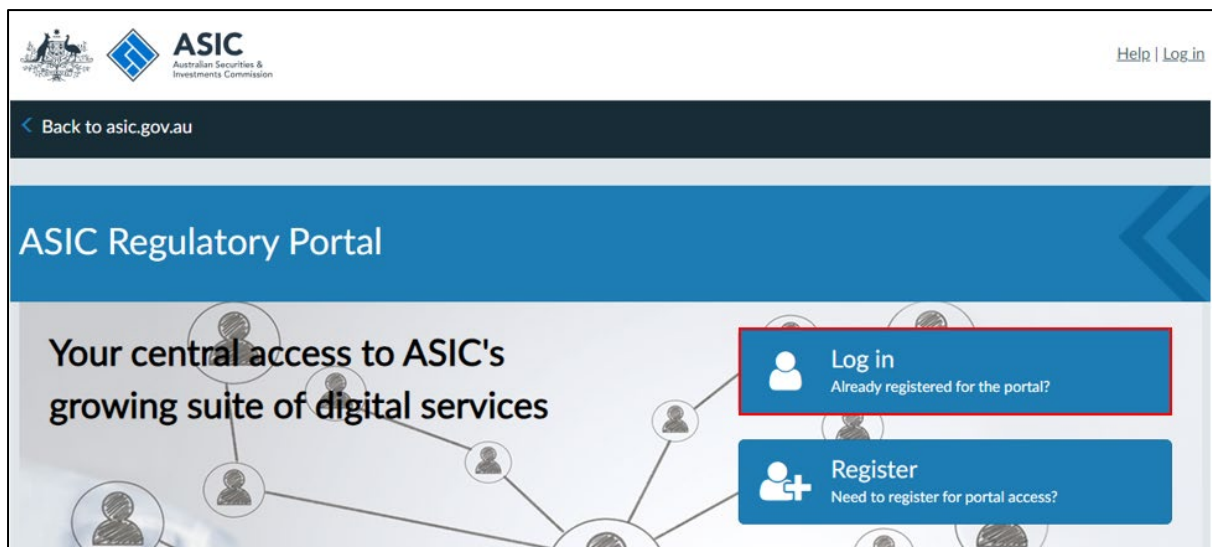 ASIC
Australian Securities &
Investments Commission
Help | Log in
Back to asic.gov.au
ASIC Regulatory Portal
Your central access to ASIC's
growing suite of digital services
Log in
Already registered for the portal?
Register
Need to register for portal access?